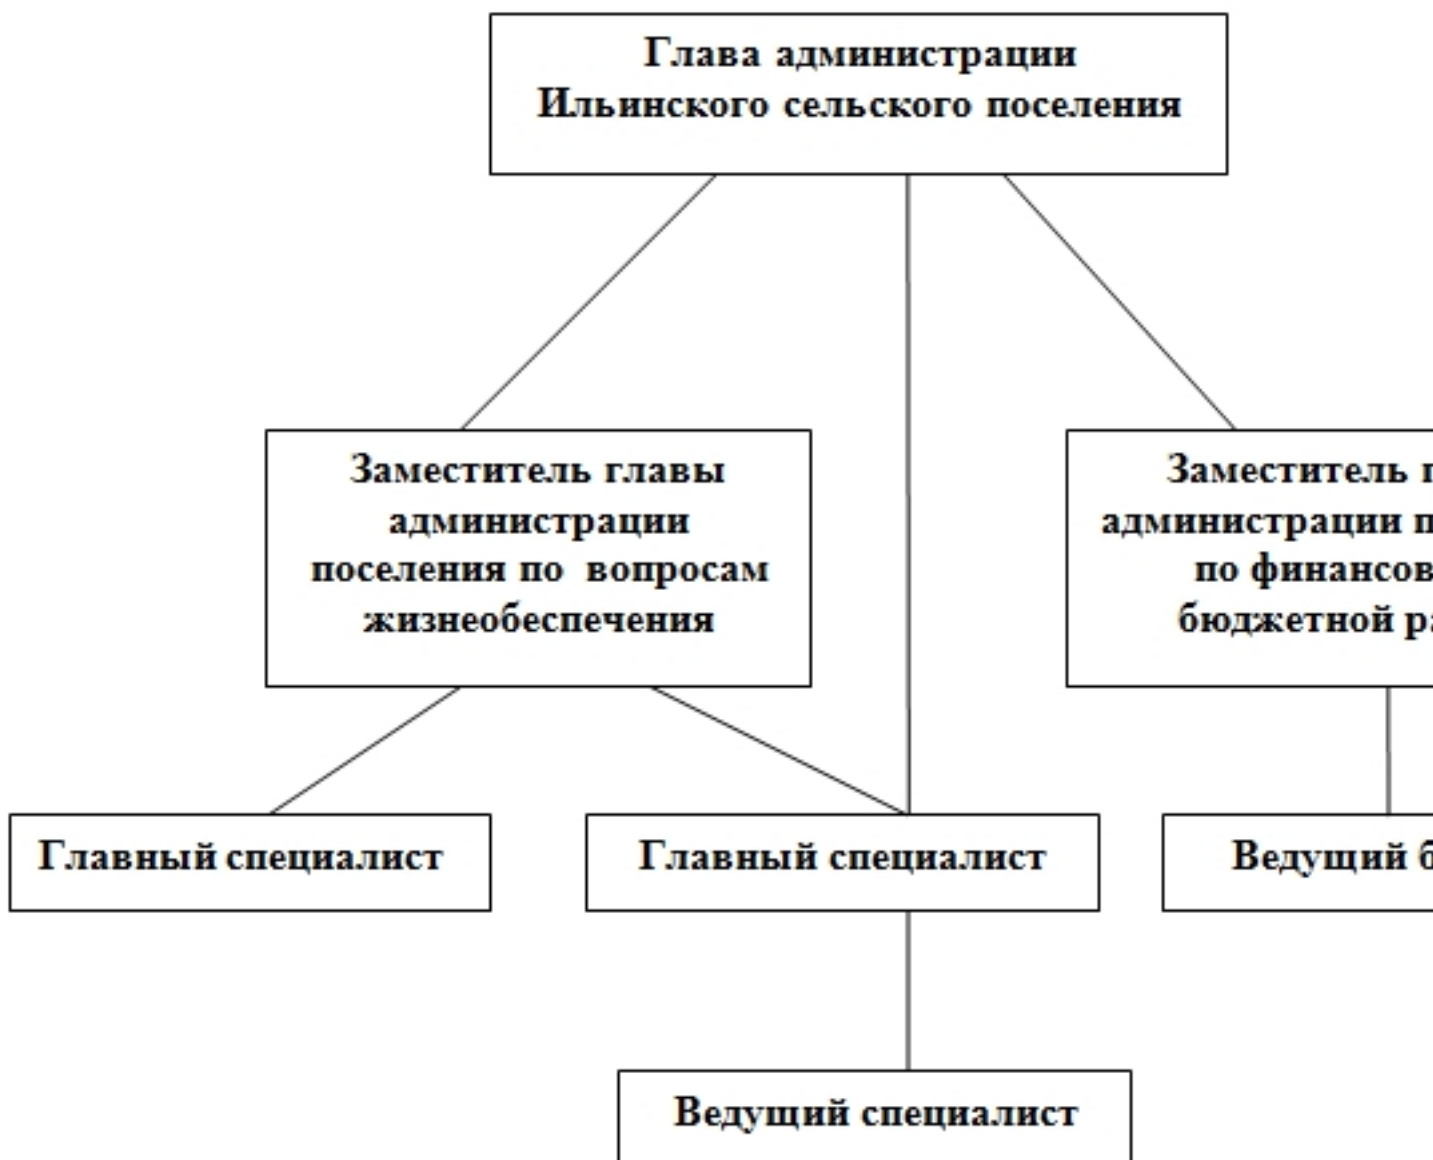 Глава администрации
Ильинского сельского поселения
Заместитель главы
администрации
поселения по вопросам
жизнеобеспечения
Заместитель
администрации
по
бюджетной
Главный специалист
Главный специалист
Ведущий
Ведущий специалист